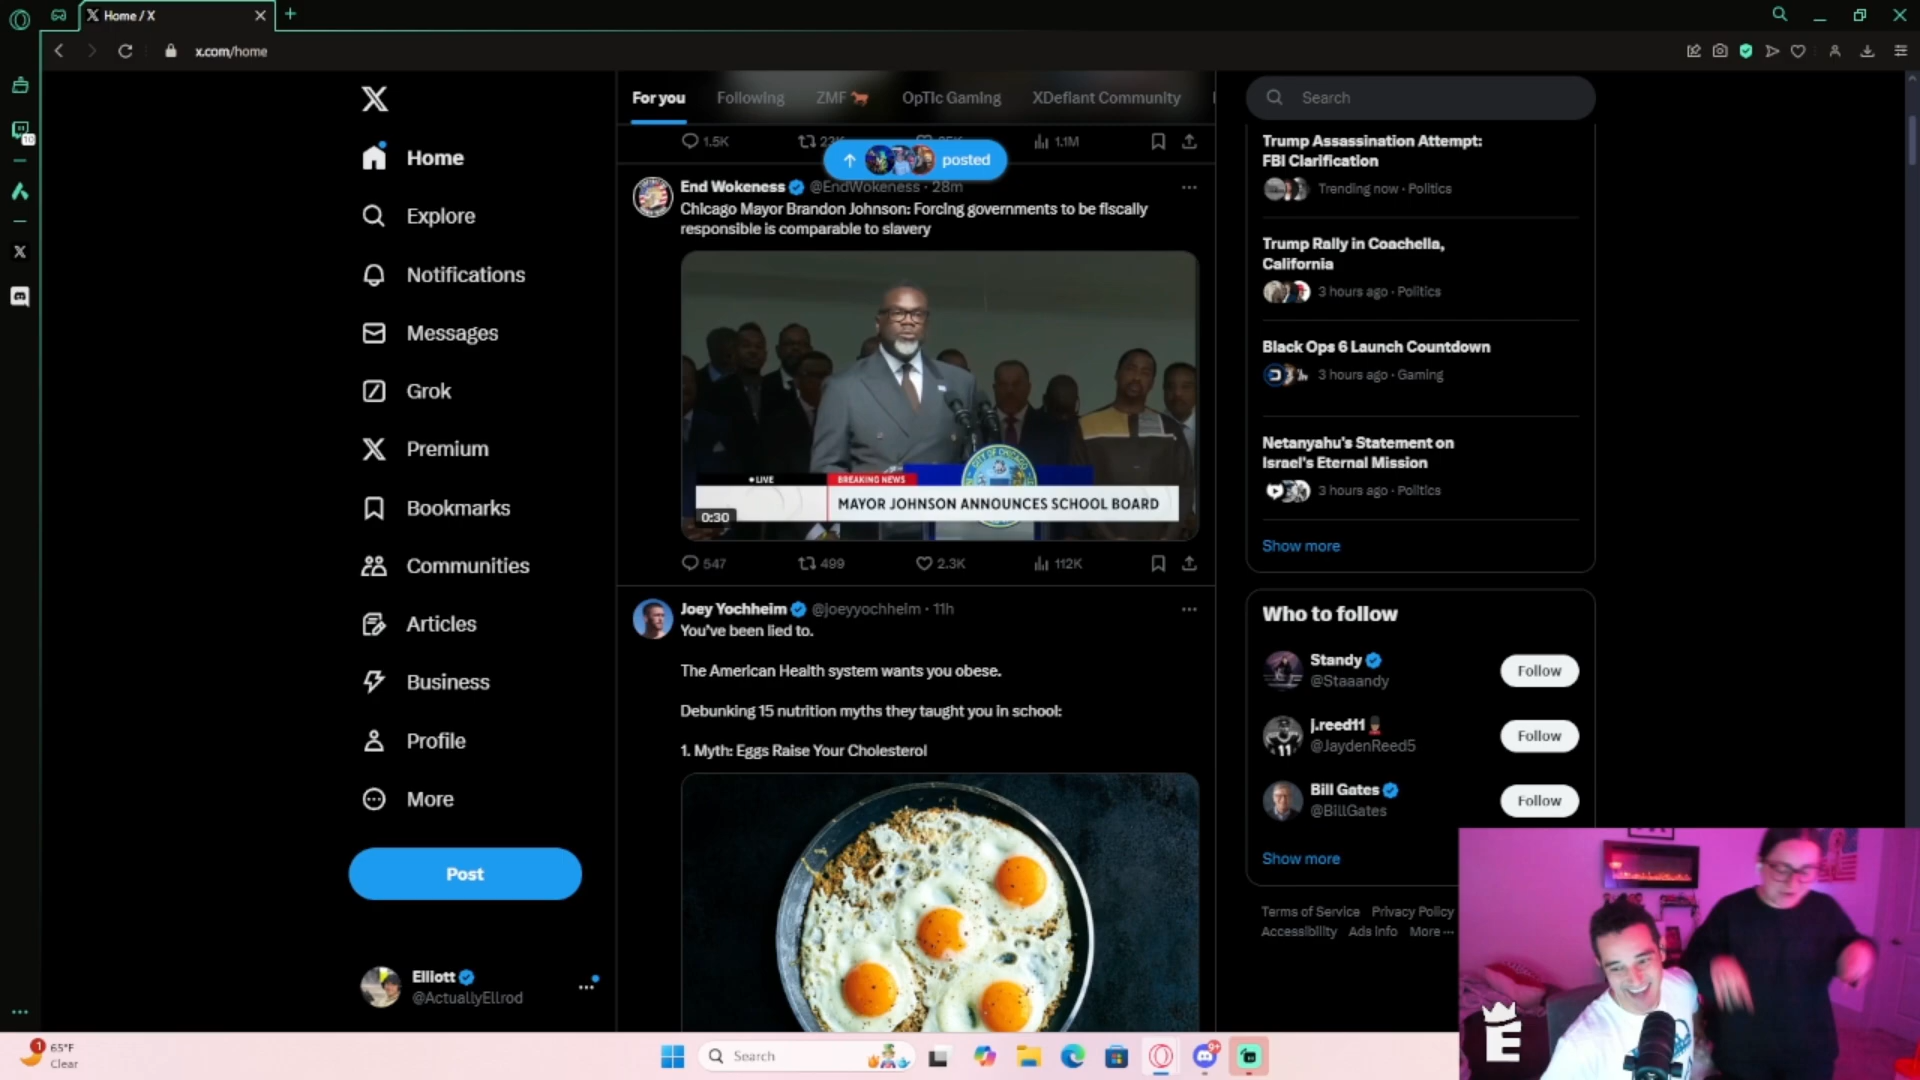 Home / X
x.com/home
10
Home
Explore
Notifications
Messages
Grok
Premium
Bookmarks
Communities
Articles
Business
Profile
More
Post
Elliott
@ActuallyEllrod
For you Following ZMF OpTic Gaming XDefiant Community
1.5K 1.1M
posted
End Wokeness @EndWokeness · 28m
Chicago Mayor Brandon Johnson: Forcing governments to be fiscally
responsible is comparable to slavery
CITY OF CHICAGO
LIVE BREAKING NEWS
MAYOR JOHNSON ANNOUNCES SCHOOL BOARD
0:30
547 499 2.3K 112K
Joey Yochheim @joeyyochheim · 11h
You've been lied to.
The American Health system wants you obese.
Debunking 15 nutrition myths they taught you in school:
1. Myth: Eggs Raise Your Cholesterol
Search
Trump Assassination Attempt:
FBI Clarification
Trending now · Politics
Trump Rally in Coachella,
California
3 hours ago · Politics
Black Ops 6 Launch Countdown
3 hours ago · Gaming
Netanyahu's Statement on
Israel's Eternal Mission
3 hours ago · Politics
Show more
Who to follow
Standy
@Staaandy
Follow
j.reed11
@JaydenReed5
Follow
Bill Gates
@BillGates
Follow
Show more
Terms of Service Privacy Policy
Accessibility Ads info More ...
E
1
65°F
Clear
Search
9+